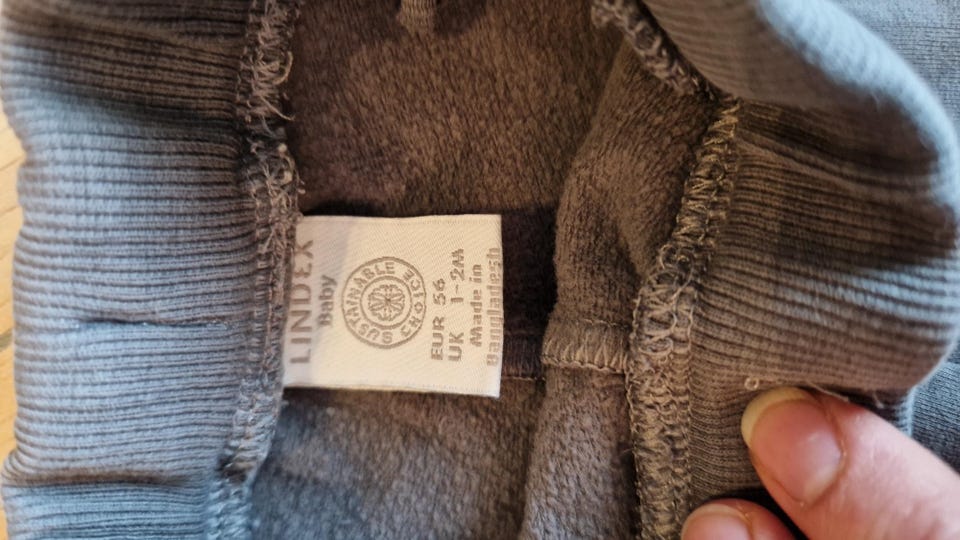 LINDEX
Baby
SUSTAINABLE CHOICE
EUR 56
UK 1-2M
Made in
Bangladesh